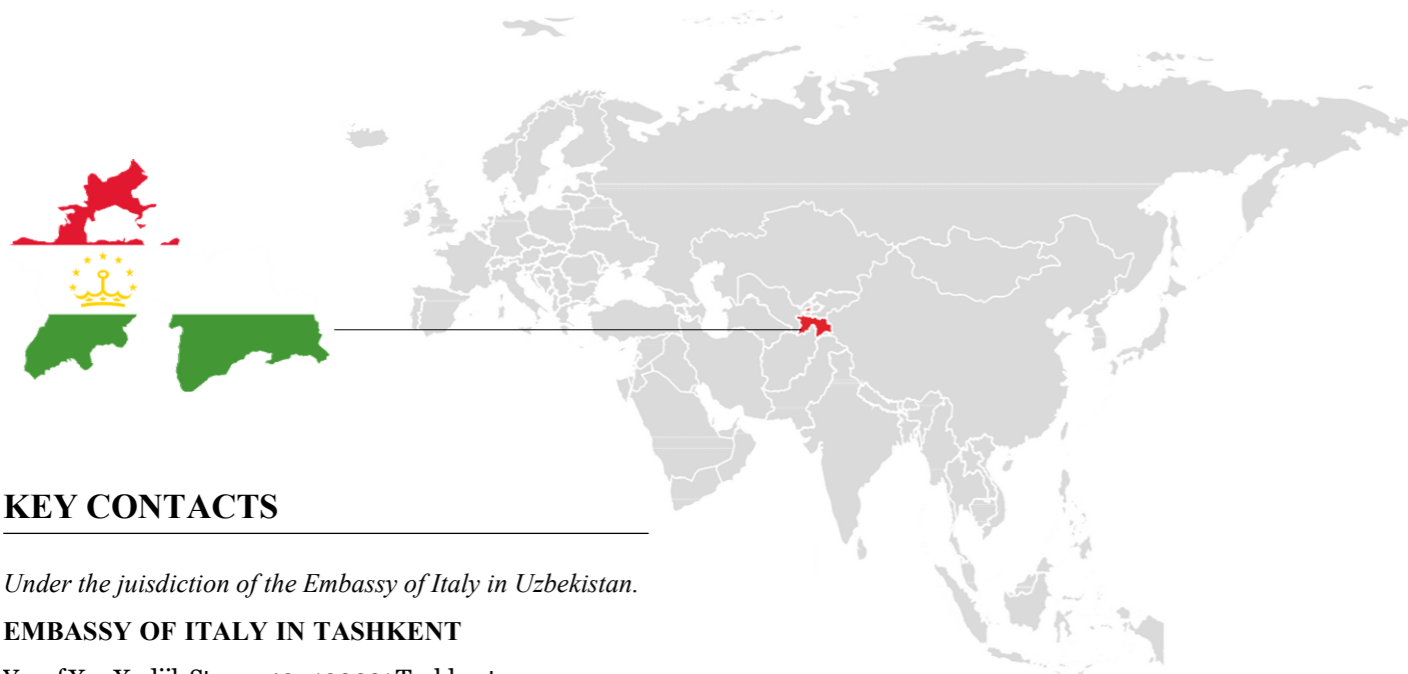 KEY CONTACTS
Under the juisdiction of the Embassy of Italy in Uzbekistan.
EMBASSY OF ITALY IN TASHKENT